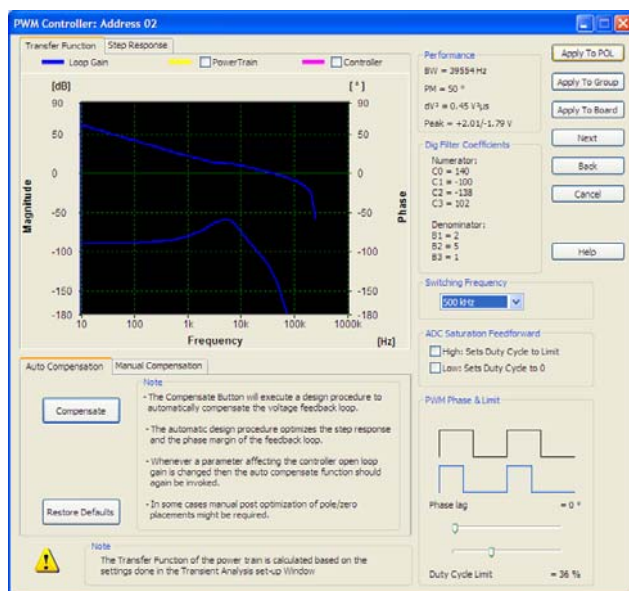 PWM Controller: Address 02
Transfer Function Step Response
Loop Gain PowerTrain Controller
[dB] [°]
90 90
50 50
0 0
-50 -50
-100 -100
-150 -150
-180 -180
Magnitude
Phase
10 100 1k 10k 100k 1000k
Frequency [Hz]
Auto Compensation Manual Compensation
Compensate
Restore Defaults
Note
- The Compensate Button will execute a design procedure to
automatically compensate the voltage feedback loop.
- The automatic design procedure optimizes the step response
and the phase margin of the feedback loop.
- Whenever a parameter affecting the controller open loop
gain is changed then the auto compensate function should
again be invoked.
- In some cases manual post optimization of pole/zero
placements might be required.
Note
The Transfer Function of the power train is calculated based on the
settings done in the Transient Analysis set-up Window
Performance
BW = 39554 Hz
PM = 50 °
dV² = 0.45 V²µs
Peak = +2.01/-1.79 V
Dig Filter Coefficients
Numerator:
C0 = 140
C1 = -100
C2 = -138
C3 = 102
Denominator:
B1 = 2
B2 = 5
B3 = 1
Switching Frequency
500 kHz
ADC Saturation Feedforward
High: Sets Duty Cycle to Limit
Low: Sets Duty Cycle to 0
PWM Phase & Limit
Phase lag = 0 °
Duty Cycle Limit = 36 %
Apply To POL
Apply To Group
Apply To Board
Next
Back
Cancel
Help